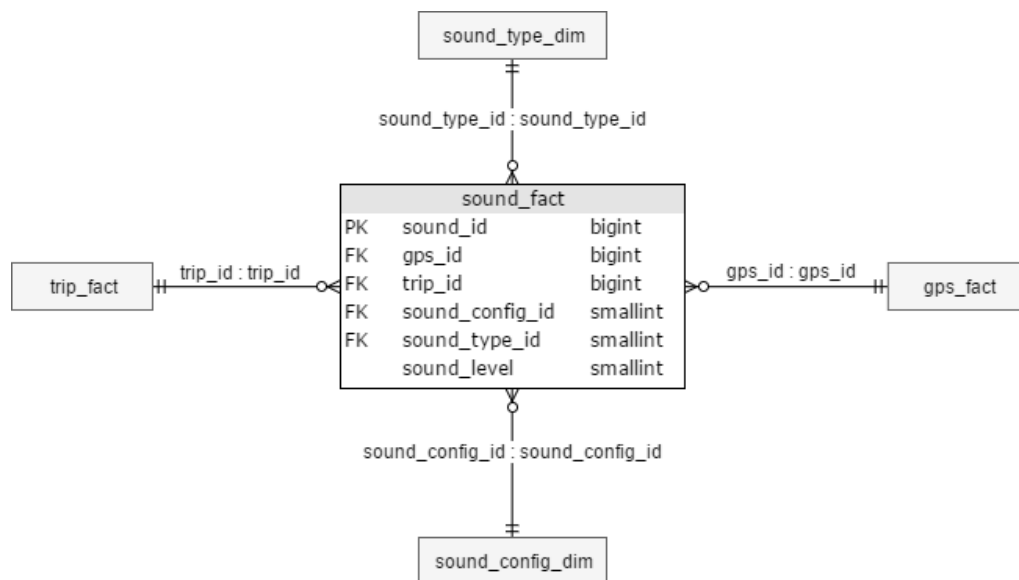 sound_type_dim
sound_type_id : sound_type_id
sound_fact
PK sound_id bigint
FK gps_id bigint
FK trip_id bigint
FK sound_config_id smallint
FK sound_type_id smallint
sound_level smallint
trip_fact
trip_id : trip_id
gps_id : gps_id
gps_fact
sound_config_id : sound_config_id
sound_config_dim